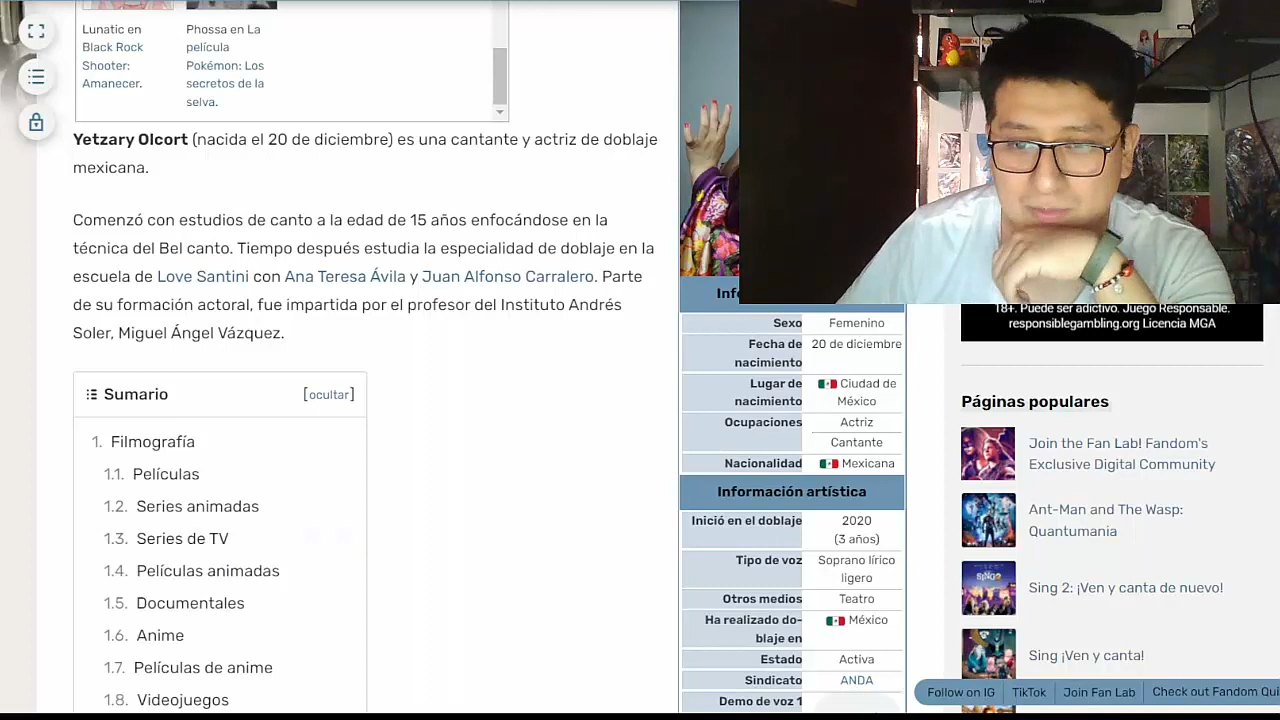 Lunatic en
Black Rock
Shooter:
Amanecer.
Phossa en La
película
Pokémon: Los
secretos de la
selva.
Yetzary Olcort (nacida el 20 de diciembre) es una cantante y actriz de doblaje
mexicana.
Comenzó con estudios de canto a la edad de 15 años enfocándose en la
técnica del Bel canto. Tiempo después estudia la especialidad de doblaje en la
escuela de Love Santini con Ana Teresa Ávila y Juan Alfonso Carralero. Parte
de su formación actoral, fue impartida por el profesor del Instituto Andrés
Soler, Miguel Ángel Vázquez.
Sumario [ocultar]
1. Filmografía
1.1. Películas
1.2. Series animadas
1.3. Series de TV
1.4. Películas animadas
1.5. Documentales
1.6. Anime
1.7. Películas de anime
1.8. Videojuegos
Sexo Femenino
Fecha de 20 de diciembre
nacimiento
Lugar de Ciudad de
nacimiento México
Ocupaciones Actriz
Cantante
Nacionalidad Mexicana
Información artística
Inició en el doblaje 2020
(3 años)
Tipo de voz Soprano lírico
ligero
Otros medios Teatro
Ha realizado do- México
blaje en
Estado Activa
Sindicato ANDA
Demo de voz 1
18+. Puede ser adictivo. Juego Responsable.
responsiblegambling.org Licencia MGA
Páginas populares
Join the Fan Lab! Fandom's
Exclusive Digital Community
Ant-Man and The Wasp:
Quantumania
Sing 2: ¡Ven y canta de nuevo!
Sing ¡Ven y canta!
Follow on IG TikTok Join Fan Lab Check out Fandom Qui